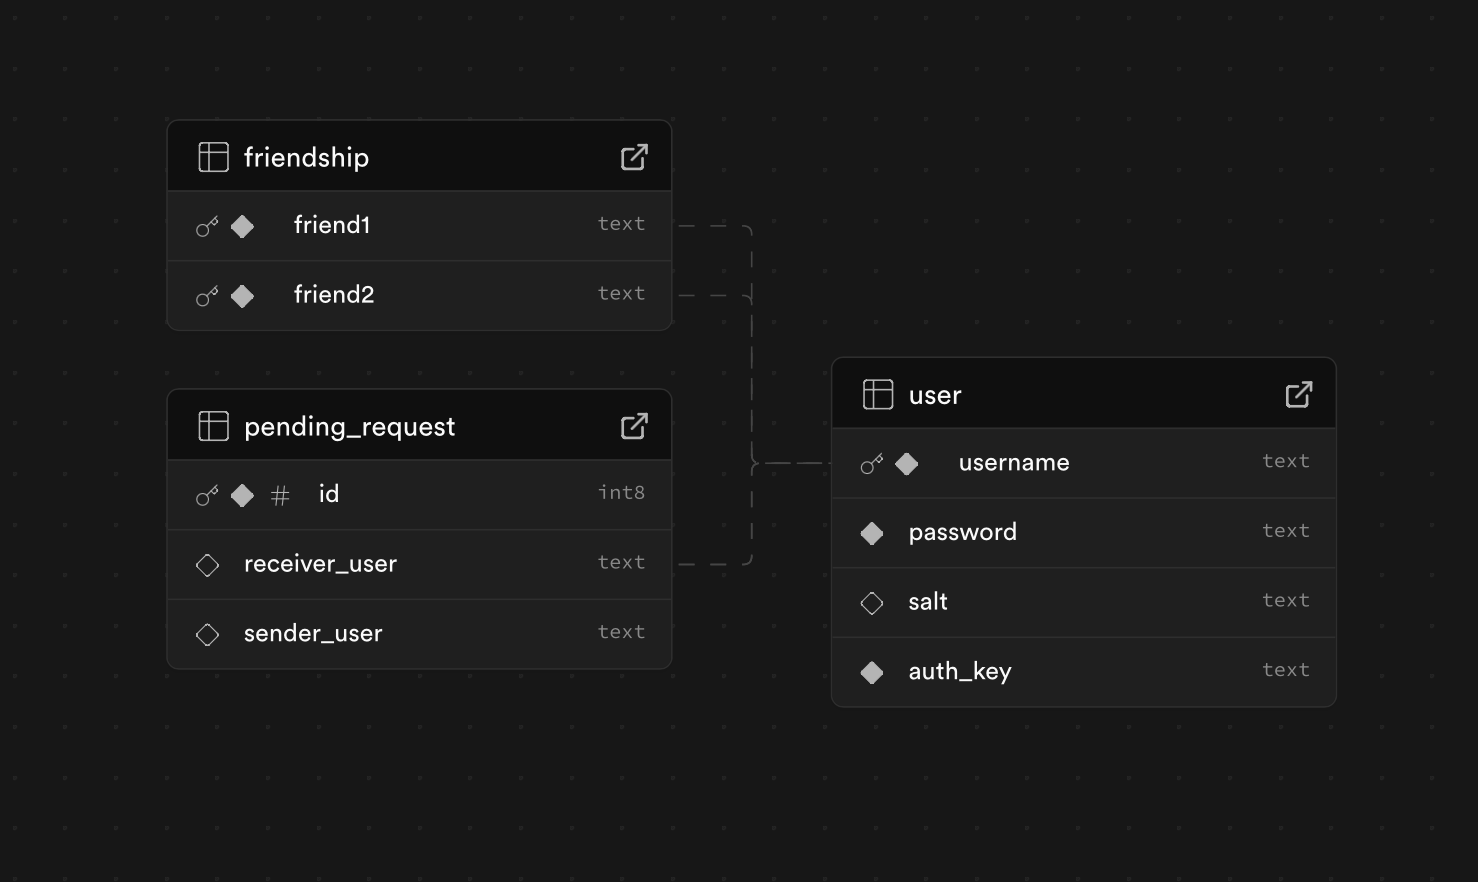 friendship
friend1 text
friend2 text
pending_request
# id int8
receiver_user text
sender_user text
user
username text
password text
salt text
auth_key text